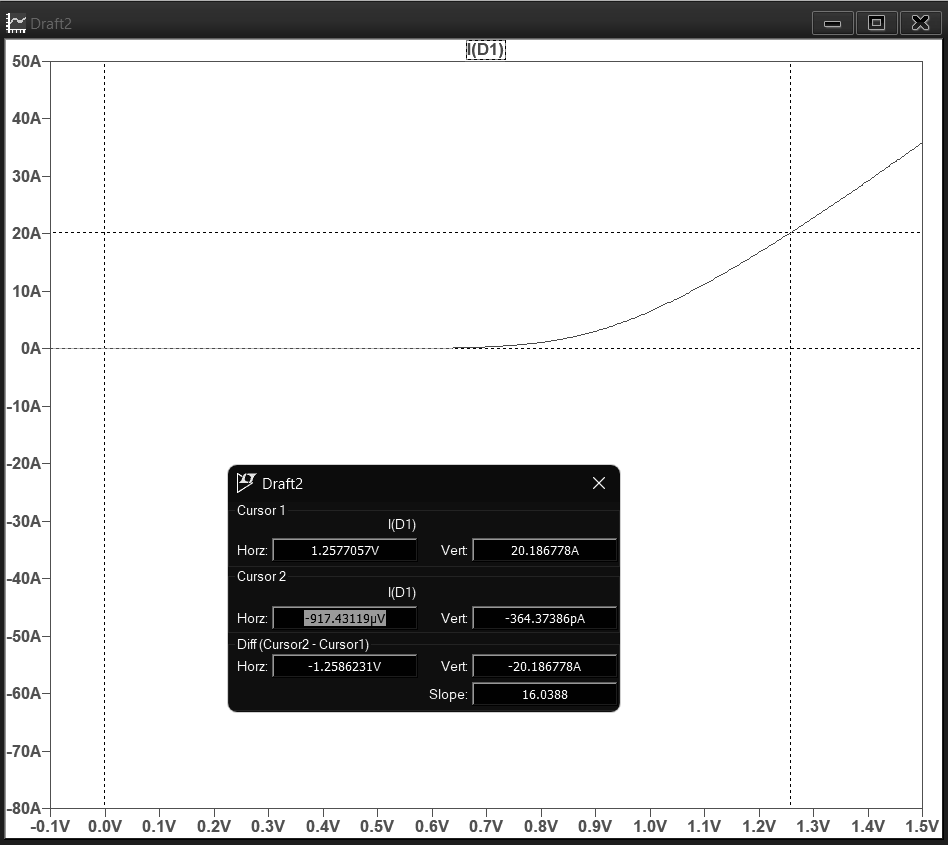 Draft2
I(D1)
50A
40A
30A
20A
10A
0A
-10A
-20A
-30A
-40A
-50A
-60A
-70A
-80A
Draft2
Cursor 1
I(D1)
Horz: 1.2577057V Vert: 20.186778A
Cursor 2
I(D1)
Horz: -917.43119µV Vert: -364.37386pA
Diff (Cursor2 - Cursor1)
Horz: -1.2586231V Vert: -20.186778A
Slope: 16.0388
-0.1V 0.0V 0.1V 0.2V 0.3V 0.4V 0.5V 0.6V 0.7V 0.8V 0.9V 1.0V 1.1V 1.2V 1.3V 1.4V 1.5V